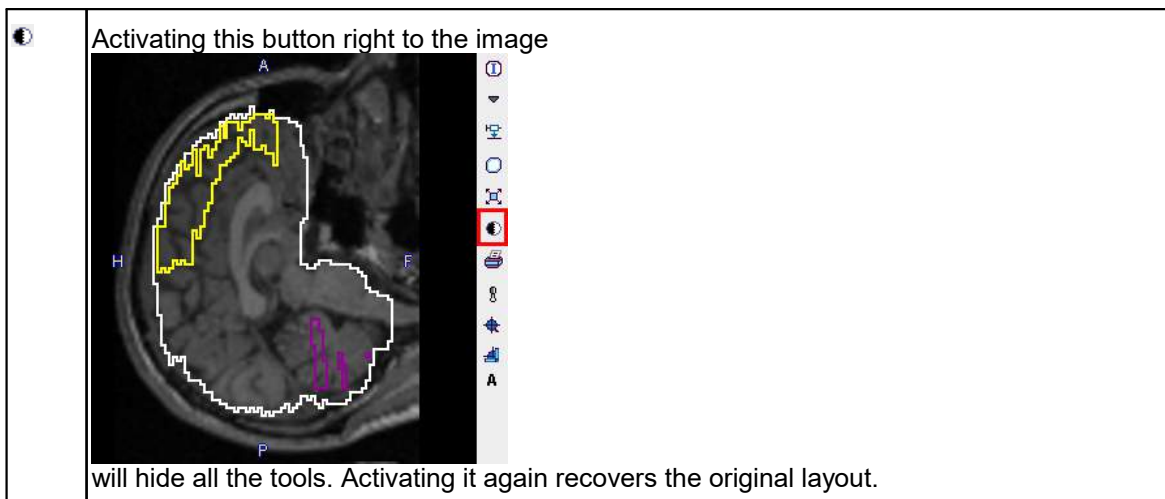 Activating this button right to the image
A
H
F
P
A
will hide all the tools. Activating it again recovers the original layout.